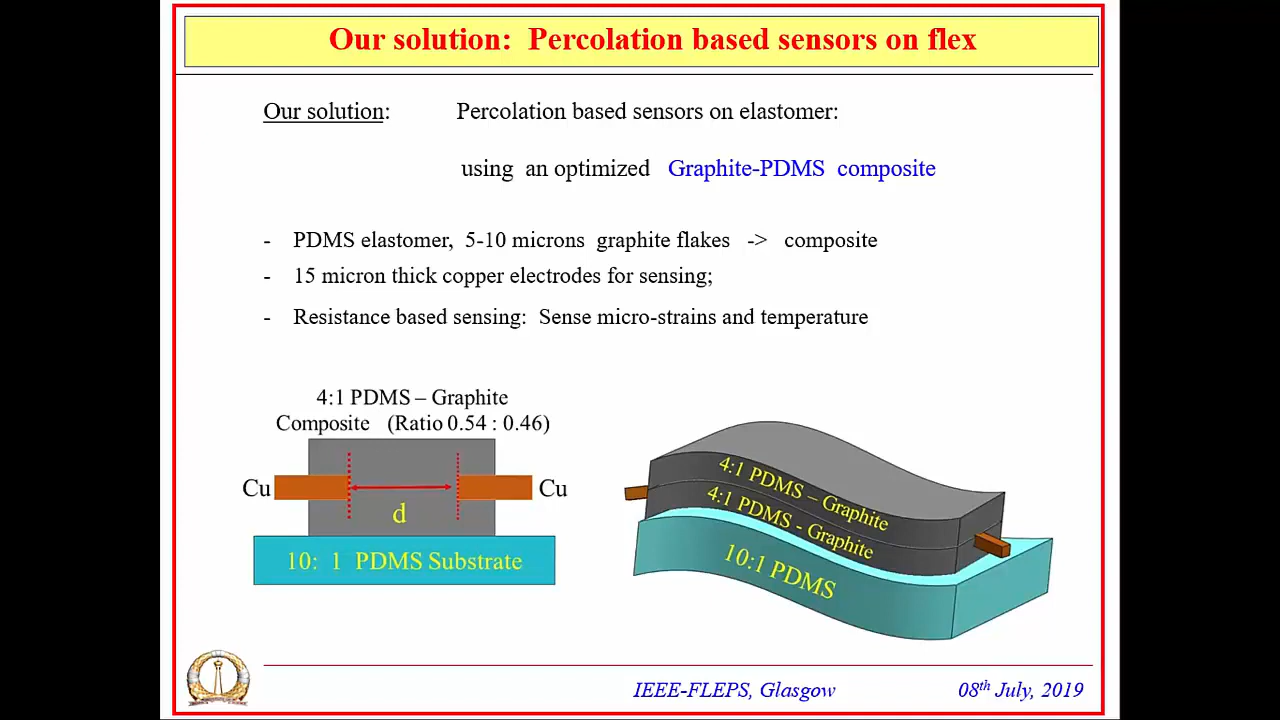 Our solution: Percolation based sensors on flex
Our solution: Percolation based sensors on elastomer:
using an optimized Graphite-PDMS composite
- PDMS elastomer, 5-10 microns graphite flakes -> composite
- 15 micron thick copper electrodes for sensing;
- Resistance based sensing: Sense micro-strains and temperature
4:1 PDMS – Graphite
Composite (Ratio 0.54 : 0.46)
Cu
d
Cu
10: 1 PDMS Substrate
4:1 PDMS – Graphite
4:1 PDMS - Graphite
10:1 PDMS
IEEE-FLEPS, Glasgow
08th July, 2019